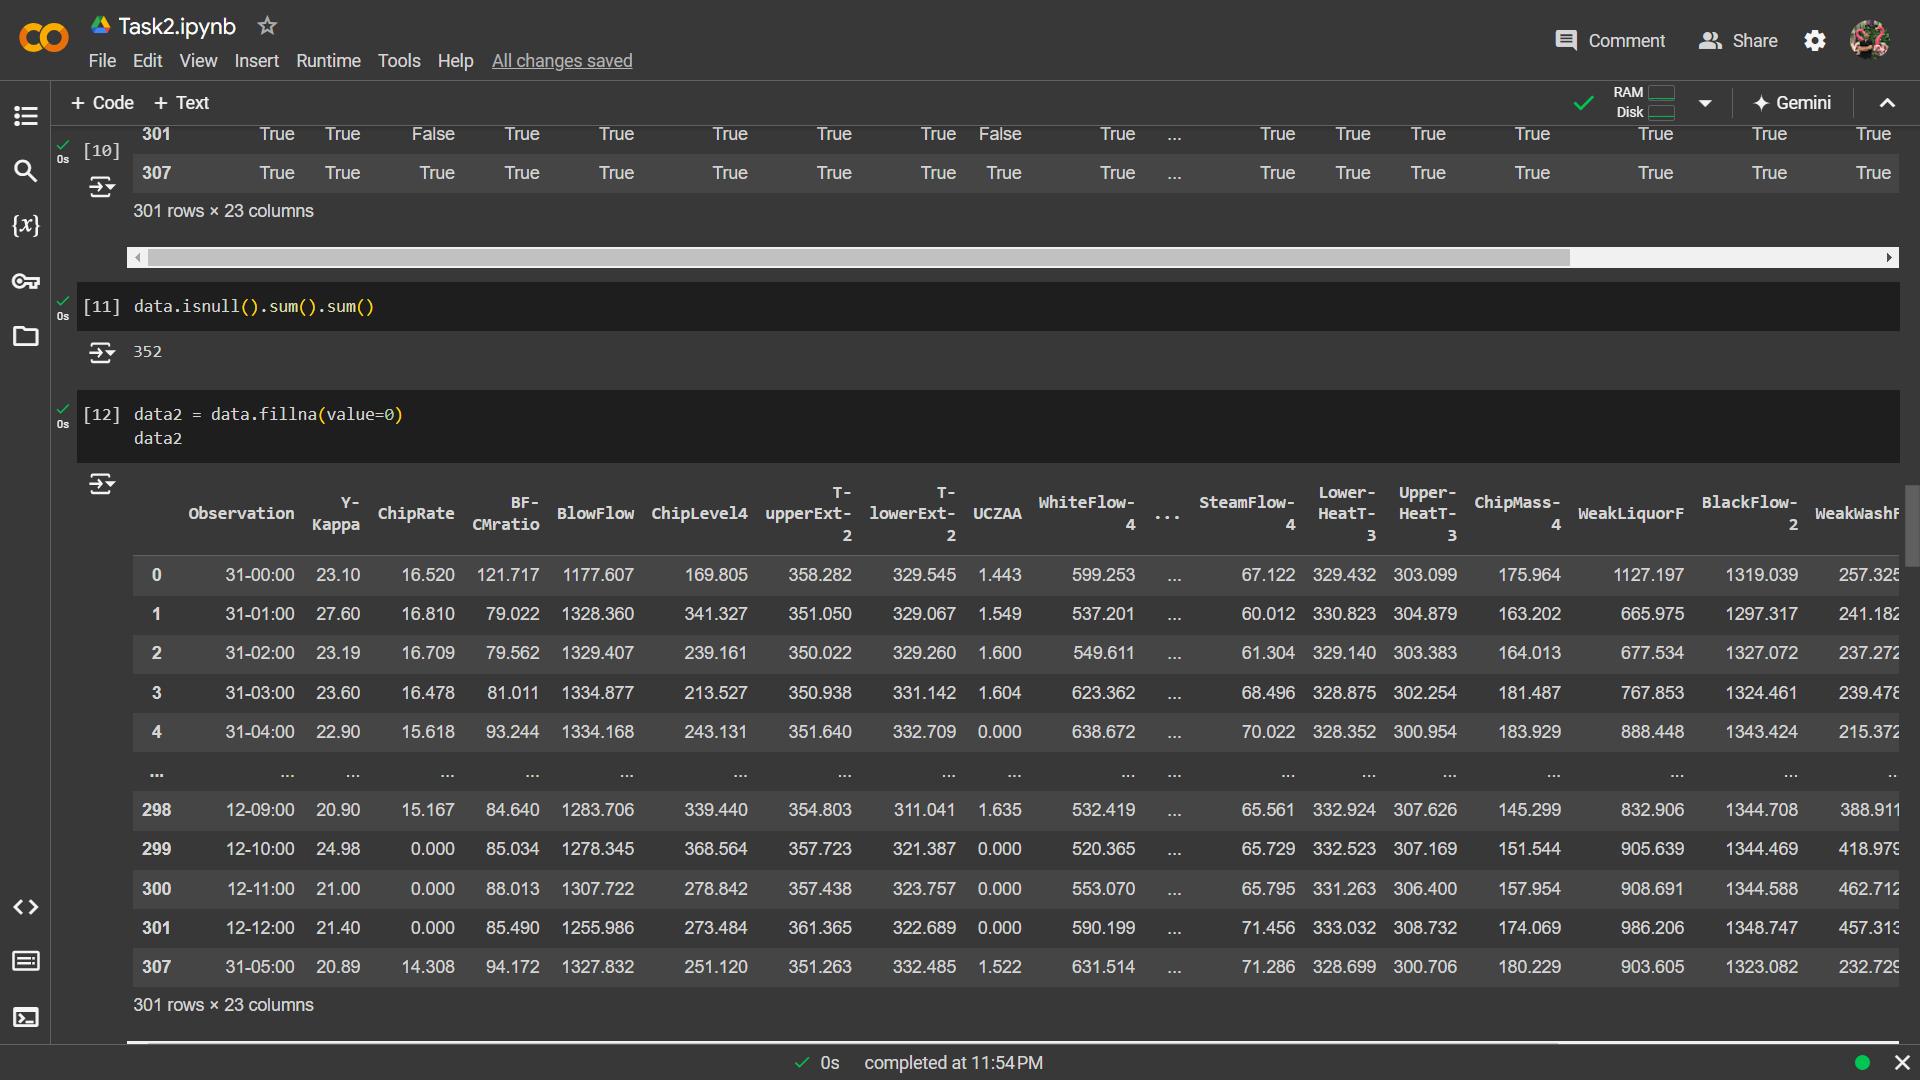 Task2.ipynb
File Edit View Insert Runtime Tools Help All changes saved
Comment Share
+ Code + Text
RAM
Disk
Gemini
0s [10]
301 True True False True True True True True False True ... True True True True True True True
307 True True True True True True True True True True ... True True True True True True True
301 rows × 23 columns
{x}
0s [11] data.isnull().sum().sum()
352
0s [12] data2 = data.fillna(value=0)
data2
Observation Y-Kappa ChipRate BF-CMratio BlowFlow ChipLevel4 T-upperExt-2 T-lowerExt-2 UCZAA WhiteFlow-4 ... SteamFlow-4 Lower-HeatT-3 Upper-HeatT-3 ChipMass-4 WeakLiquorF BlackFlow-2 WeakWashF
0 31-00:00 23.10 16.520 121.717 1177.607 169.805 358.282 329.545 1.443 599.253 ... 67.122 329.432 303.099 175.964 1127.197 1319.039 257.325
1 31-01:00 27.60 16.810 79.022 1328.360 341.327 351.050 329.067 1.549 537.201 ... 60.012 330.823 304.879 163.202 665.975 1297.317 241.182
2 31-02:00 23.19 16.709 79.562 1329.407 239.161 350.022 329.260 1.600 549.611 ... 61.304 329.140 303.383 164.013 677.534 1327.072 237.272
3 31-03:00 23.60 16.478 81.011 1334.877 213.527 350.938 331.142 1.604 623.362 ... 68.496 328.875 302.254 181.487 767.853 1324.461 239.478
4 31-04:00 22.90 15.618 93.244 1334.168 243.131 351.640 332.709 0.000 638.672 ... 70.022 328.352 300.954 183.929 888.448 1343.424 215.372
... ... ... ... ... ... ... ... ... ... ... ... ... ... ... ... ... ... ...
298 12-09:00 20.90 15.167 84.640 1283.706 339.440 354.803 311.041 1.635 532.419 ... 65.561 332.924 307.626 145.299 832.906 1344.708 388.911
299 12-10:00 24.98 0.000 85.034 1278.345 368.564 357.723 321.387 0.000 520.365 ... 65.729 332.523 307.169 151.544 905.639 1344.469 418.979
300 12-11:00 21.00 0.000 88.013 1307.722 278.842 357.438 323.757 0.000 553.070 ... 65.795 331.263 306.400 157.954 908.691 1344.588 462.712
301 12-12:00 21.40 0.000 85.490 1255.986 273.484 361.365 322.689 0.000 590.199 ... 71.456 333.032 308.732 174.069 986.206 1348.747 457.313
307 31-05:00 20.89 14.308 94.172 1327.832 251.120 351.263 332.485 1.522 631.514 ... 71.286 328.699 300.706 180.229 903.605 1323.082 232.729
301 rows × 23 columns
0s completed at 11:54 PM